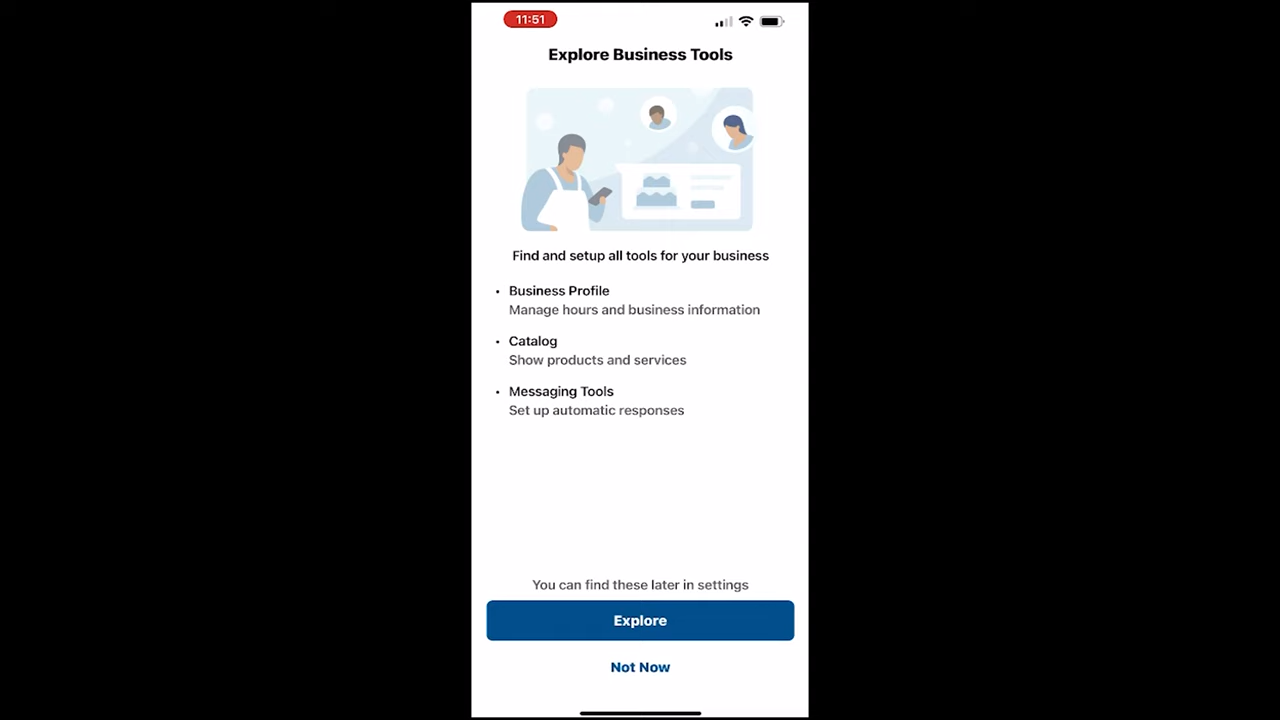 11:51
Explore Business Tools
Find and setup all tools for your business
• Business Profile
Manage hours and business information
• Catalog
Show products and services
• Messaging Tools
Set up automatic responses
You can find these later in settings
Explore
Not Now